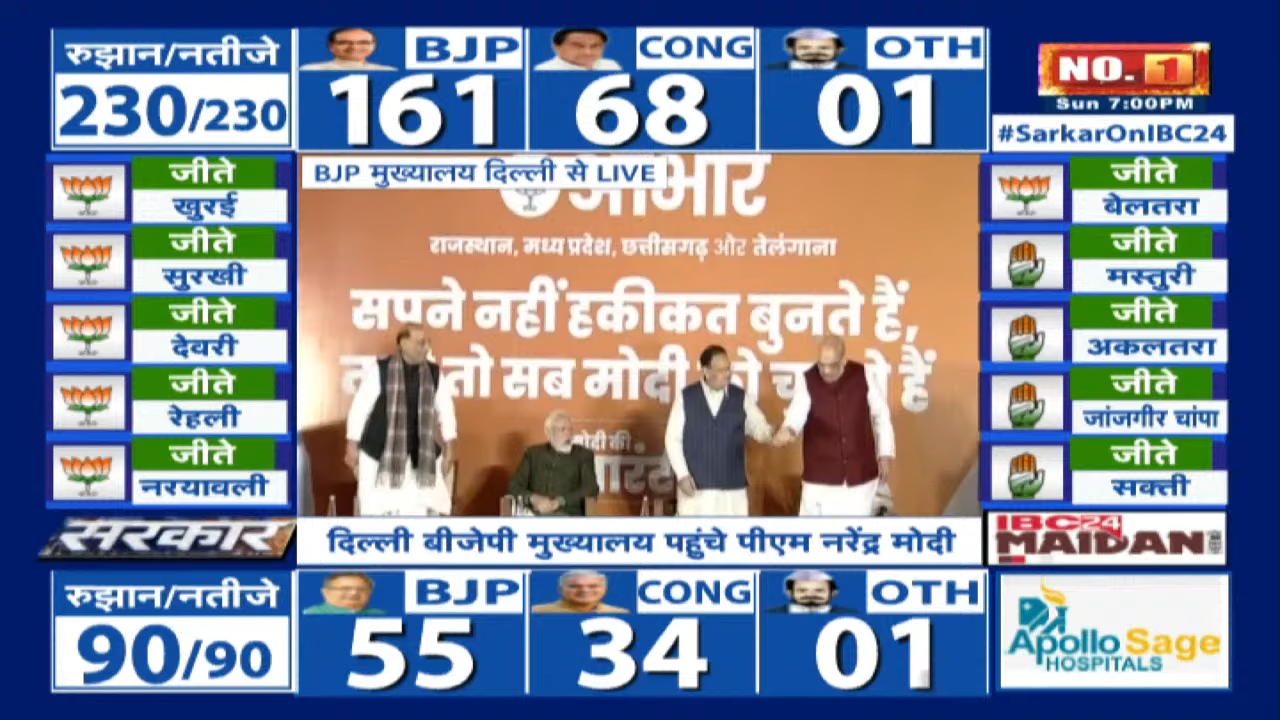 रुझान/नतीजे
230/230
BJP
161
CONG
68
OTH
01
NO. 1
Sun 7:00PM
#SarkarOnIBC24
BJP मुख्यालय दिल्ली से LIVE
आभार
राजस्थान, मध्य प्रदेश, छत्तीसगढ़ और तेलंगाना
सपने नहीं हकीकत बुनते हैं,
तो सब मोदी को चुनते हैं
मोदी की
जीते
खुरई
जीते
सुरखी
जीते
देवरी
जीते
रेहली
जीते
नरयावली
जीते
बेलतरा
जीते
मस्तुरी
जीते
अकलतरा
जीते
जांजगीर चांपा
जीते
सक्ती
सरकार
दिल्ली बीजेपी मुख्यालय पहुंचे पीएम नरेंद्र मोदी
IBC24
MAIDAN
रुझान/नतीजे
90/90
BJP
55
CONG
34
OTH
01
Apollo Sage
HOSPITALS